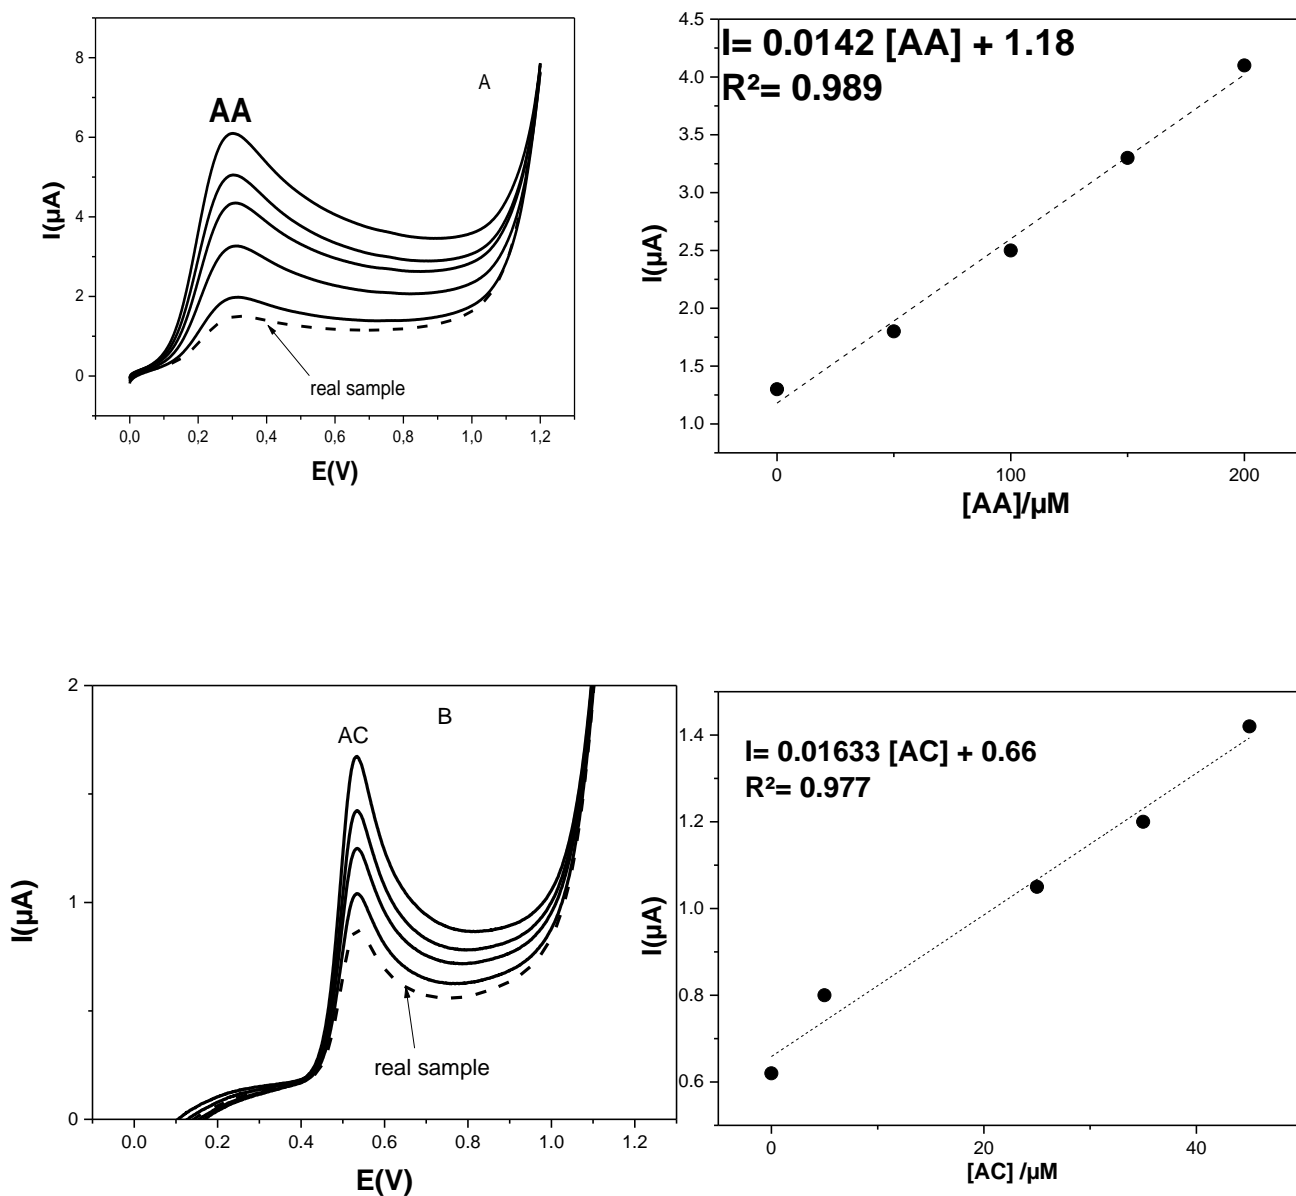 A
AA
8
6
4
2
0
I(µA)
real sample
0,0 0,2 0,4 0,6 0,8 1,0 1,2
E(V)
I= 0.0142 [AA] + 1.18
R²= 0.989
4.5
4.0
3.5
3.0
2.5
2.0
1.5
1.0
I(µA)
0 100 200
[AA]/µM
B
AC
2
1
0
I(µA)
real sample
0.0 0.2 0.4 0.6 0.8 1.0 1.2
E(V)
I= 0.01633 [AC] + 0.66
R²= 0.977
1.4
1.2
1.0
0.8
0.6
I(µA)
0 20 40
[AC] /µM